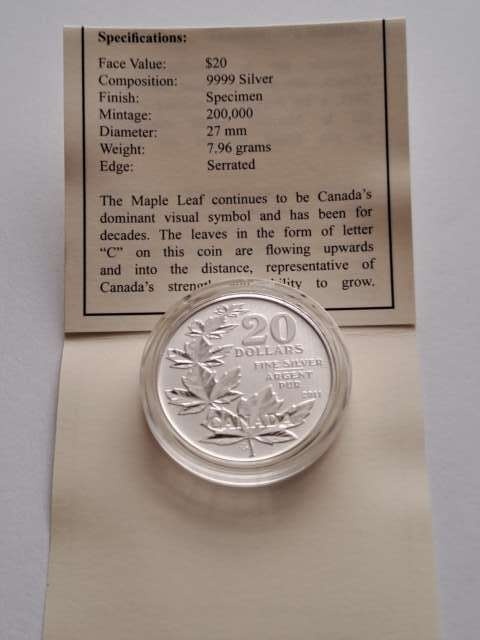 Specifications:
Face Value: $20
Composition: 9999 Silver
Finish: Specimen
Mintage: 200,000
Diameter: 27 mm
Weight: 7.96 grams
Edge: Serrated
The Maple Leaf continues to be Canada's
dominant visual symbol and has been for
decades. The leaves in the form of letter
“C” on this coin are flowing upwards
and into the distance, representative of
Canada's to grow.
20
DOLLARS
FINE SILVER
ARGENT
PUR
2011
CANADA